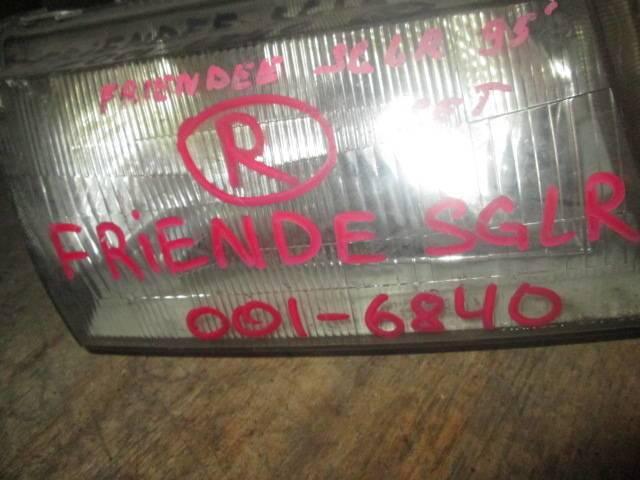 FRIENDEE SGLR 95'
R
FRiENDE SGLR
001-6840